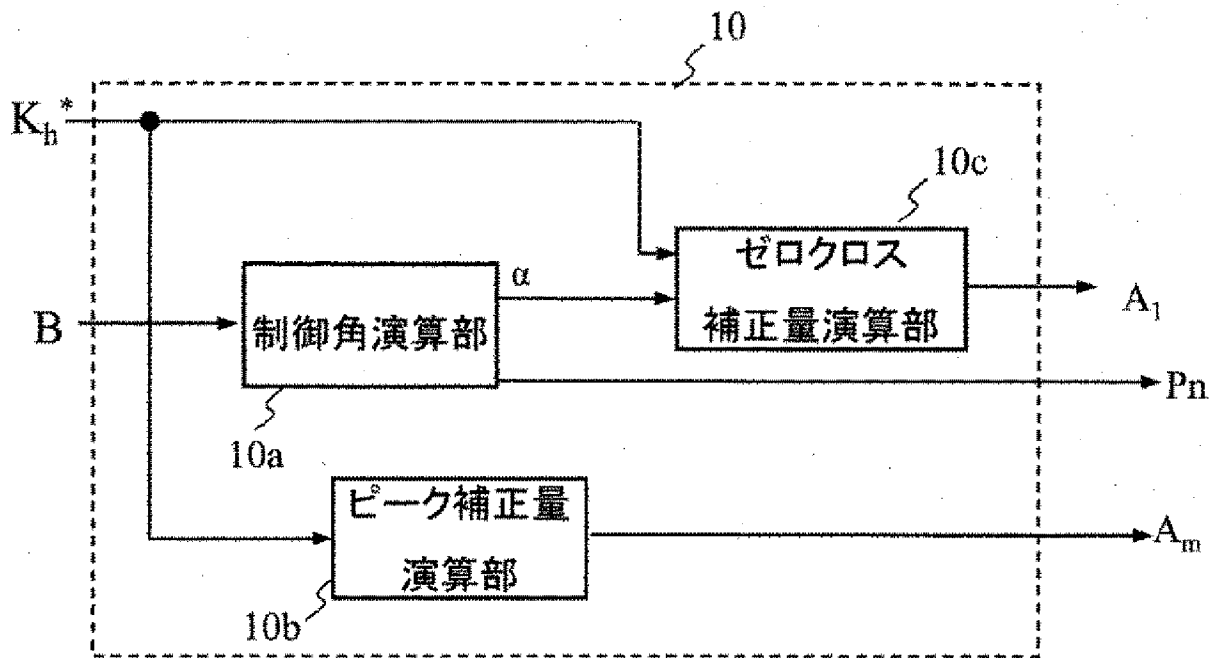 10
K_h^*
10c
ゼロクロス
補正量演算部
A_1
α
B
制御角演算部
Pn
10a
ピーク補正量
演算部
A_m
10b